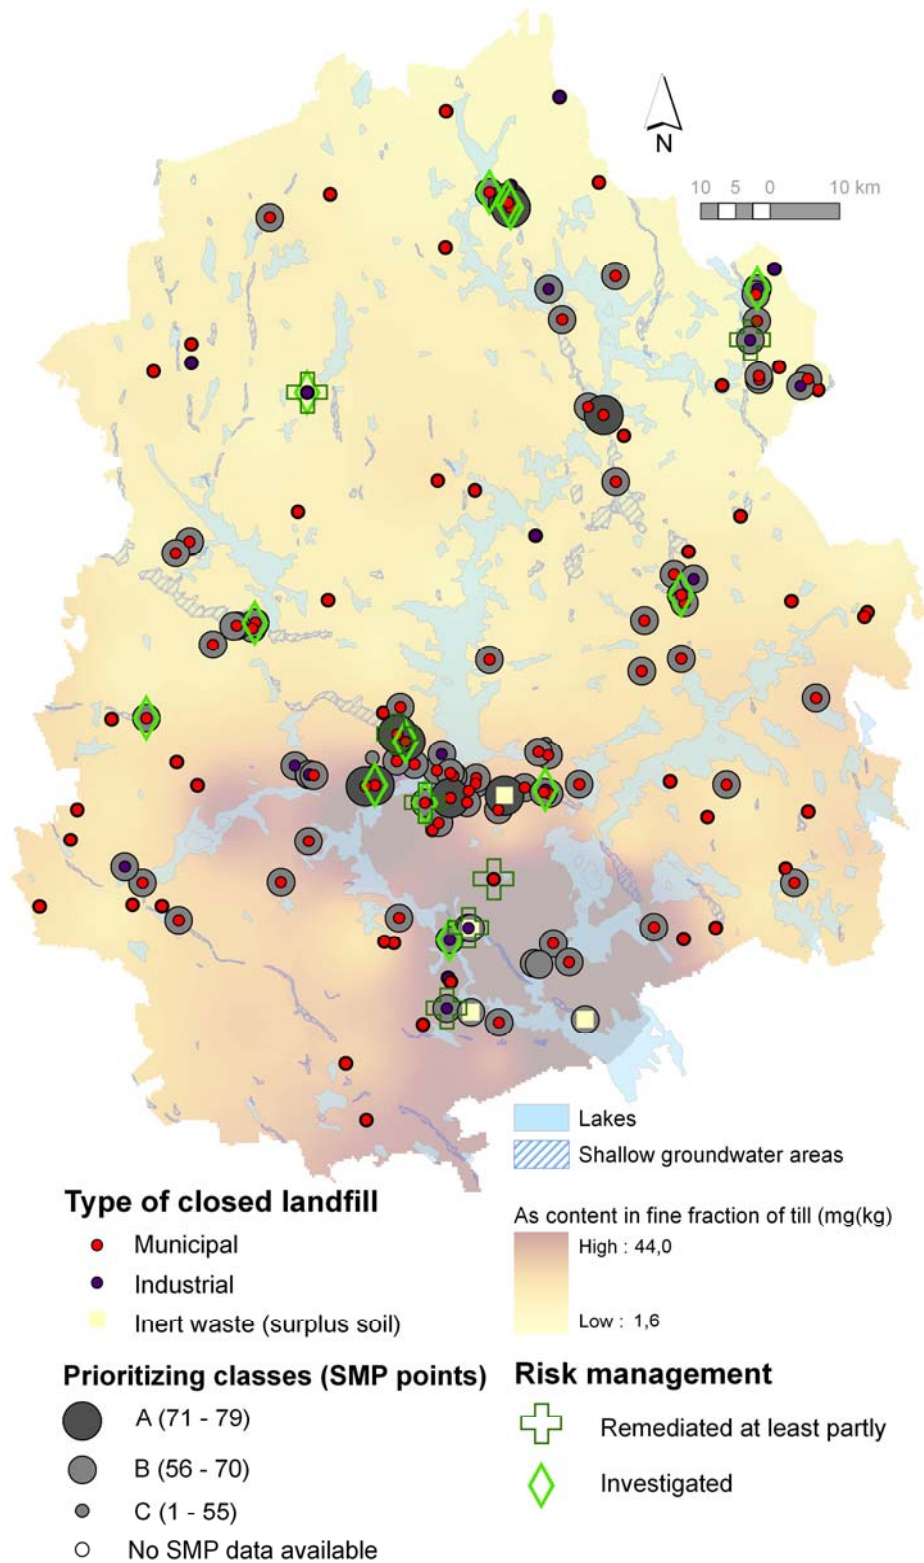 N
10 5 0 10 km
Lakes
Shallow groundwater areas
Type of closed landfill
Municipal
Industrial
Inert waste (surplus soil)
As content in fine fraction of till (mg(kg)
High : 44,0
Low : 1,6
Prioritizing classes (SMP points)
A (71 - 79)
B (56 - 70)
C (1 - 55)
No SMP data available
Risk management
Remediated at least partly
Investigated